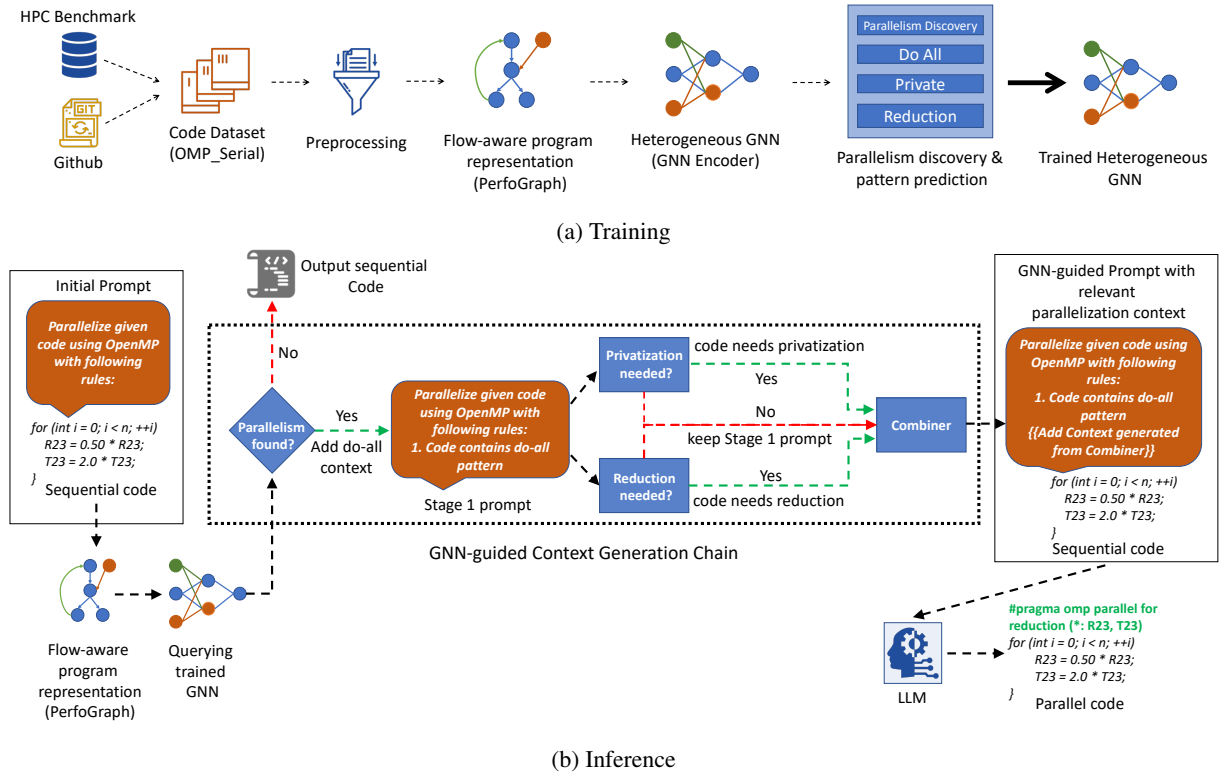 HPC Benchmark
GIT
Github
Code Dataset
(OMP_Serial)
Preprocessing
Flow-aware program
representation
(PerfoGraph)
Heterogeneous GNN
(GNN Encoder)
Parallelism Discovery
Do All
Private
Reduction
Parallelism discovery &
pattern prediction
Trained Heterogeneous
GNN
(a) Training
Initial Prompt
Parallelize given
code using OpenMP
with following
rules:
for (int i = 0; i < n; ++i)
R23 = 0.50 * R23;
T23 = 2.0 * T23;
}
Sequential code
Flow-aware
program
representation
(PerfoGraph)
Querying
trained
GNN
Output sequential
Code
No
Parallelism
found?
Yes
Add do-all
context
Parallelize given code
using OpenMP with
following rules:
1. Code contains do-all
pattern
Stage 1 prompt
Privatization
needed?
code needs privatization
Yes
No
keep Stage 1 prompt
Reduction
needed?
Yes
code needs reduction
Combiner
GNN-guided Context Generation Chain
GNN-guided Prompt with
relevant
parallelization context
Parallelize given code using
OpenMP with following
rules:
1. Code contains do-all
pattern
{{Add Context generated
from Combiner}}
for (int i = 0; i < n; ++i)
R23 = 0.50 * R23;
T23 = 2.0 * T23;
}
Sequential code
LLM
#pragma omp parallel for
reduction (*: R23, T23)
for (int i = 0; i < n; ++i)
R23 = 0.50 * R23;
T23 = 2.0 * T23;
}
Parallel code
(b) Inference